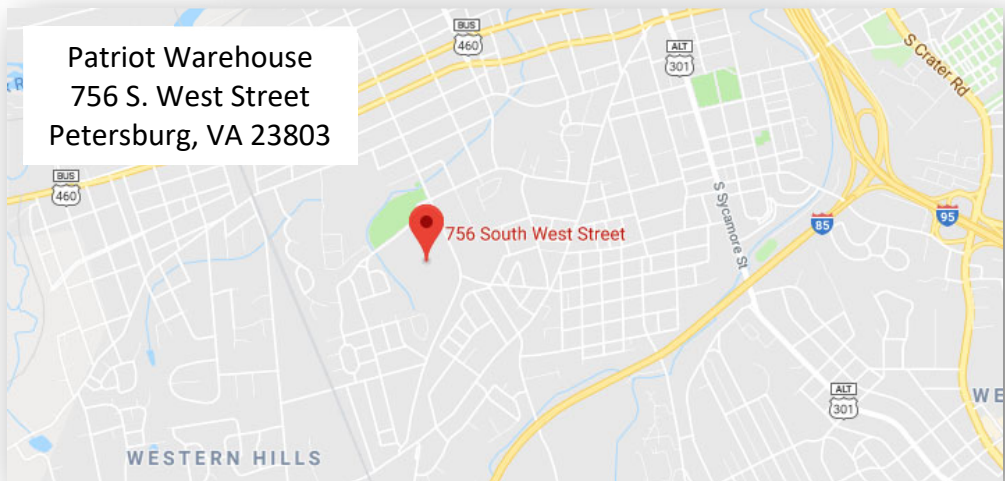 Patriot Warehouse
756 S. West Street
Petersburg, VA 23803
BUS
460
ALT
301
S Crater Rd
BUS
460
756 South West Street
S Sycamore St
85
95
ALT
301
WE
WESTERN HILLS